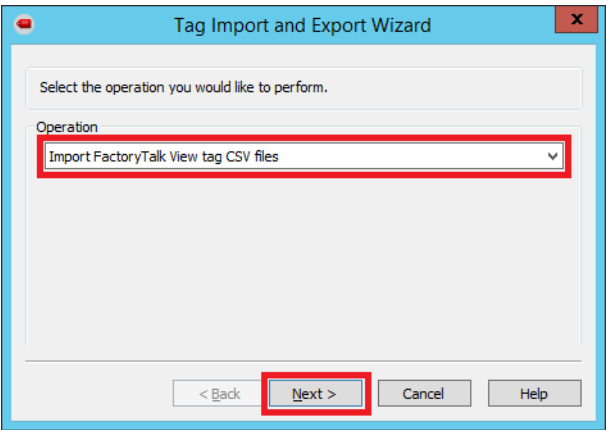 Tag Import and Export Wizard
x
Select the operation you would like to perform.
Operation
Import FactoryTalk View tag CSV files
< Back Next > Cancel Help